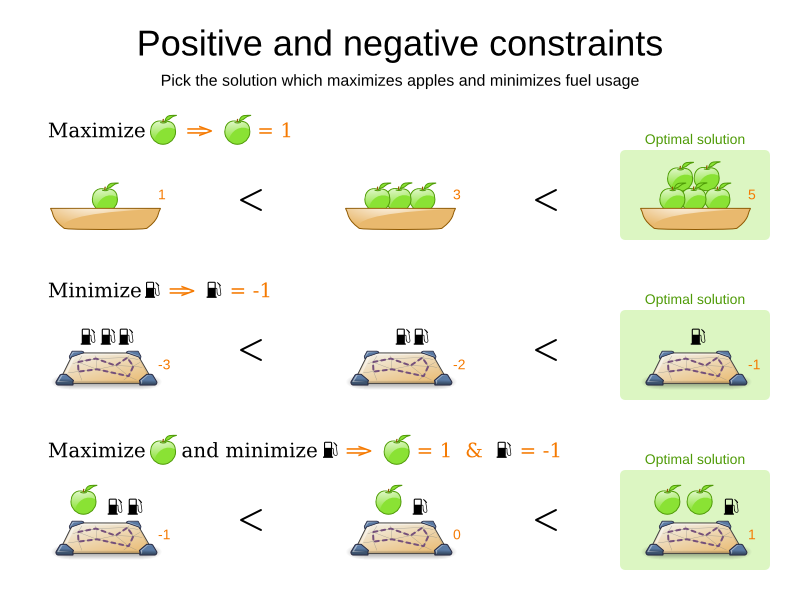 Positive and negative constraints
Pick the solution which maximizes apples and minimizes fuel usage
Maximize ⇒ = 1
Optimal solution
1 < 3 < 5
Minimize ⇒ = -1
Optimal solution
-3 < -2 < -1
Maximize and minimize ⇒ = 1 & = -1
Optimal solution
-1 < 0 < 1